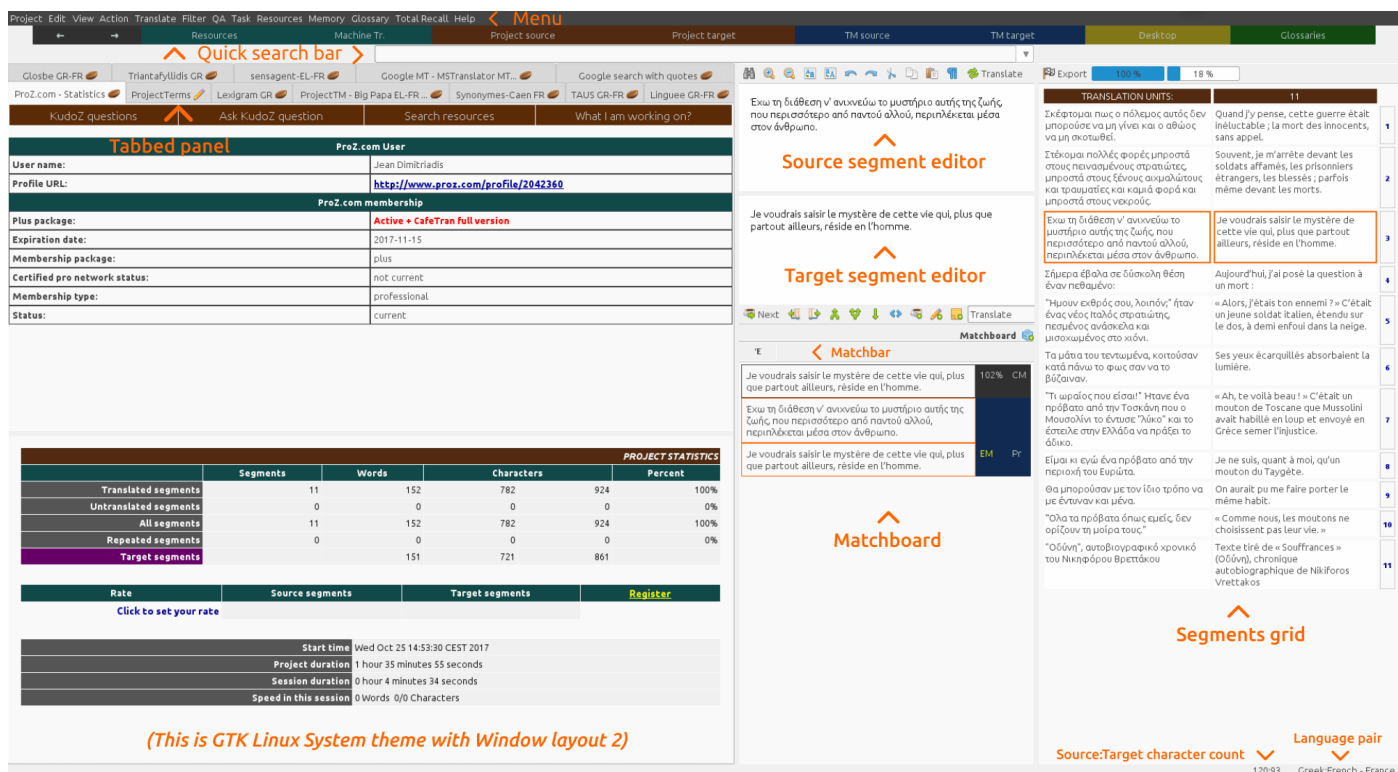 Project Edit View Action Translate Filter QA Task Resources Memory Glossary Total Recall Help < Menu
← → Resources Machine Tr. Project source Project target TM source TM target Desktop Glossaries
Quick search bar >
Glosbe GR-FR Triantafyllidis GR sensagent-EL-FR Google MT - MSTranslator MT... Google search with quotes
ProZ.com - Statistics ProjectTerms Lexigram GR ProjectTM - Big Papa EL-FR ... Synonymes-Caen FR TAUS GR-FR Linguee GR-FR
KudoZ questions Ask KudoZ question Search resources What I am working on?
Tabbed panel
ProZ.com User
User name: Jean Dimitriadis
Profile URL: http://www.proz.com/profile/2042360
ProZ.com membership
Plus package: Active + CafeTran full version
Expiration date: 2017-11-15
Membership package: plus
Certified pro network status: not current
Membership type: professional
Status: current
PROJECT STATISTICS
Segments Words Characters Percent
Translated segments 11 152 782 924 100%
Untranslated segments 0 0 0 0 0%
All segments 11 152 782 924 100%
Repeated segments 0 0 0 0 0%
Target segments 151 721 861
Rate Source segments Target segments Register
Click to set your rate
Start time Wed Oct 25 14:53:30 CEST 2017
Project duration 1 hour 35 minutes 55 seconds
Session duration 0 hour 4 minutes 34 seconds
Speed in this session 0 Words 0/0 Characters
(This is GTK Linux System theme with Window layout 2)
Translate
Έχω τη διάθεση ν' ανιχνεύω το μυστήριο αυτής της ζωής,
που περισσότερο από παντού αλλού, περιπλέκεται μέσα
στον άνθρωπο.
Source segment editor
Je voudrais saisir le mystère de cette vie qui, plus que
partout ailleurs, réside en l'homme.
Target segment editor
Next Translate
Matchboard
'Έ < Matchbar
Je voudrais saisir le mystère de cette vie qui, plus 102% CM
que partout ailleurs, réside en l'homme.
Έχω τη διάθεση ν' ανιχνεύω το μυστήριο αυτής της
ζωής, που περισσότερο από παντού αλλού,
περιπλέκεται μέσα στον άνθρωπο.
Je voudrais saisir le mystère de cette vie qui, plus EM Pr
que partout ailleurs, réside en l'homme.
Matchboard
Export 100 % 18 %
TRANSLATION UNITS: 11
Σκέφτομαι πως ο πόλεμος αυτός δεν
μπορούσε να μη γίνει και ο αθώος
να μη σκοτωθεί.
Quand j'y pense, cette guerre était
inéluctable ; la mort des innocents,
sans appel.
1
Στέκομαι πολλές φορές μπροστά
στους πεινασμένους στρατιώτες,
μπροστά στους ξένους αιχμαλώτους
και τραυματίες και καμιά φορά και
μπροστά στους νεκρούς.
Souvent, je m'arrête devant les
soldats affamés, les prisonniers
étrangers, les blessés ; parfois
même devant les morts.
2
Έχω τη διάθεση ν' ανιχνεύω το
μυστήριο αυτής της ζωής, που
περισσότερο από παντού αλλού,
περιπλέκεται μέσα στον άνθρωπο.
Je voudrais saisir le mystère de
cette vie qui, plus que partout
ailleurs, réside en l'homme.
3
Σήμερα έβαλα σε δύσκολη θέση
έναν πεθαμένο:
Aujourd'hui, j'ai posé la question à
un mort :
4
"Ήμουν εχθρός σου, λοιπόν;" ήταν
ένας νέος Ιταλός στρατιώτης,
πεσμένος ανάσκελα και
μισοχωμένος στο χιόνι.
« Alors, j'étais ton ennemi ? » C'était
un jeune soldat italien, étendu sur
le dos, à demi enfoui dans la neige.
5
Τα μάτια του τεντωμένα, κοιτούσαν
κατά πάνω το φως σαν να το
βύζαιναν.
Ses yeux écarquillés absorbaient la
lumière.
6
"Τι ωραίος που είσαι!" Ήτανε ένα
πρόβατο από την Τοσκάνη που ο
Μουσολίνι το έντυσε "λύκο" και το
έστειλε στην Ελλάδα να πράξει το
άδικο.
« Ah, te voilà beau ! » C'était un
mouton de Toscane que Mussolini
avait habillé en loup et envoyé en
Grèce semer l'injustice.
7
Είμαι κι εγώ ένα πρόβατο από την
περιοχή του Ευρώτα.
Je ne suis, quant à moi, qu'un
mouton du Taygète.
8
Θα μπορούσαν με τον ίδιο τρόπο να
με έντυναν και μένα.
On aurait pu me faire porter le
même habit.
9
"Όλα τα πρόβατα όπως εμείς, δεν
ορίζουν τη μοίρα τους."
« Comme nous, les moutons ne
choisissent pas leur vie. »
10
"Οδύνη", αυτοβιογραφικό χρονικό
του Νικηφόρου Βρεττάκου
Texte tiré de « Souffrances »
(Οδύνη), chronique
autobiographique de Nikiforos
Vrettakos
11
Segments grid
Language pair
Source:Target character count
120:93 Greek:French - France